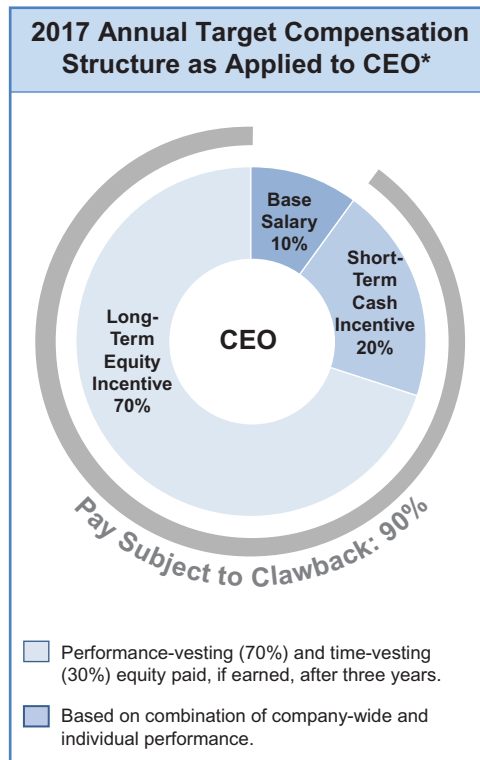 2017 Annual Target Compensation
Structure as Applied to CEO*
Base
Salary
10%
Short-
Term
Cash
Incentive
20%
Long-
Term
Equity
Incentive
70%
CEO
Pay Subject to Clawback: 90%
Performance-vesting (70%) and time-vesting
(30%) equity paid, if earned, after three years.
Based on combination of company-wide and
individual performance.